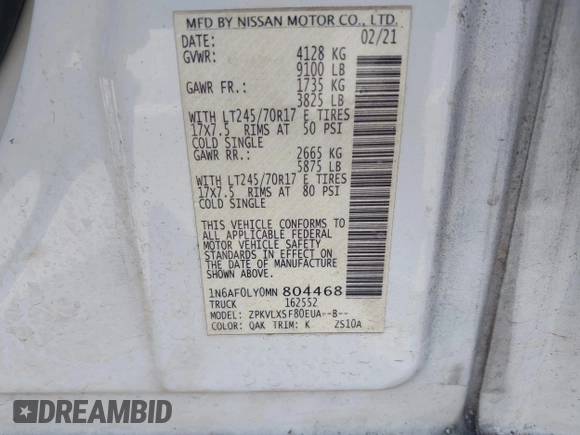 MFD BY NISSAN MOTOR CO., LTD.
DATE: 02/21
GVWR: 4128 KG
9100 LB
GAWR FR.: 1735 KG
3825 LB
WITH LT245/70R17 E TIRES
17X7.5 RIMS AT 50 PSI
COLD SINGLE
GAWR RR.: 2665 KG
5875 LB
WITH LT245/70R17 E TIRES
17X7.5 RIMS AT 80 PSI
COLD SINGLE
THIS VEHICLE CONFORMS TO
ALL APPLICABLE FEDERAL
MOTOR VEHICLE SAFETY
STANDARDS IN EFFECT ON
THE DATE OF MANUFACTURE
SHOWN ABOVE.
1N6AF0LY0MN 804468
TRUCK 162552
MODEL: ZPKVLXSF80EUA--B--
COLOR: QAK TRIM: K ZS10A
DREAMBID